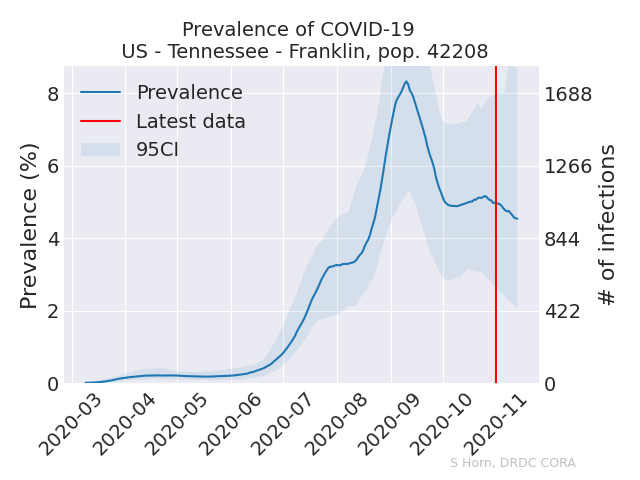 Prevalence of COVID-19
US - Tennessee - Franklin, pop. 42208
Prevalence
Latest data
95CI
Prevalence (%)
8
6
4
2
0
1688
1266
844
422
0
# of infections
2020-03
2020-04
2020-05
2020-06
2020-07
2020-08
2020-09
2020-10
2020-11
S Horn, DRDC CORA